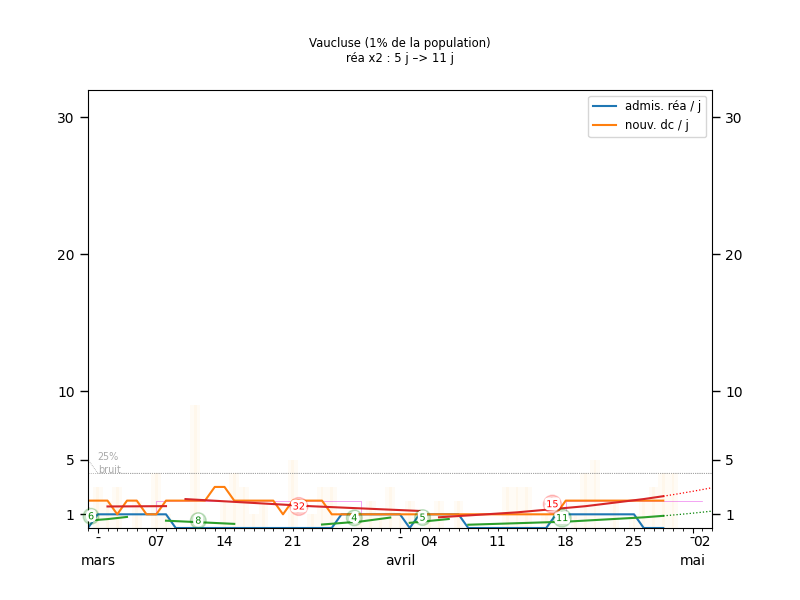 Vaucluse (1% de la population)
réa x2 : 5 j –> 11 j
admis. réa / j
nouv. dc / j
30 30
20 20
10 10
5 5
1 1
25%
bruit
6 8 32 4 5 15 11
- 07 14 21 28 - 04 11 18 25 - 02
mars avril mai